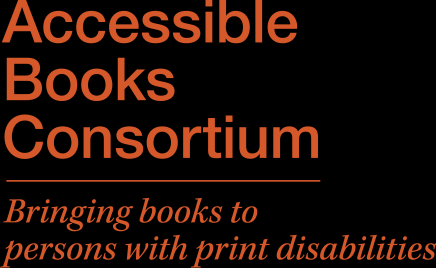 Accessible
Books
Consortium
Bringing books to
persons with print disabilities